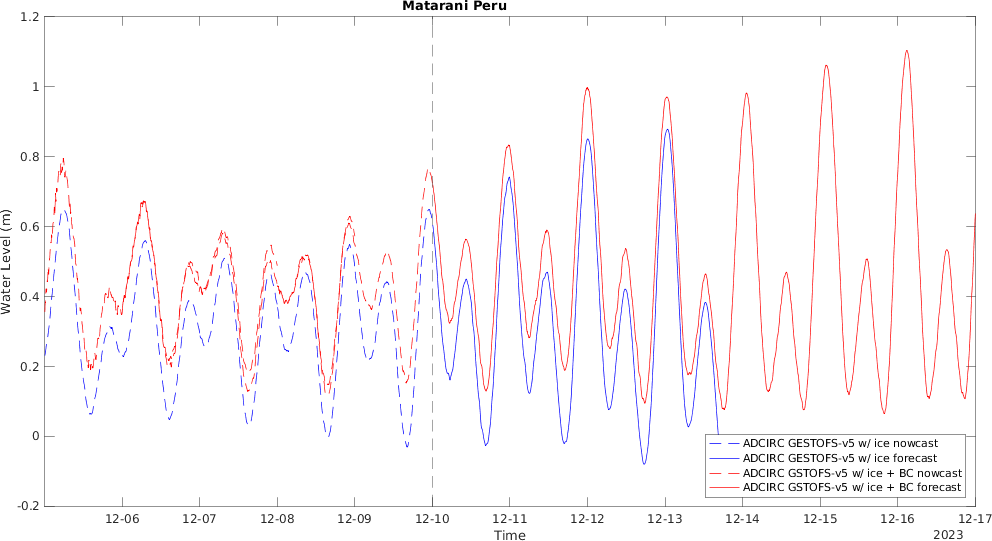 Matarani Peru
1.2
1
0.8
0.6
0.4
0.2
0
-0.2
Water Level (m)
12-06 12-07 12-08 12-09 12-10 12-11 12-12 12-13 12-14 12-15 12-16 12-17
Time
2023
ADCIRC GESTOFS-v5 w/ ice nowcast
ADCIRC GESTOFS-v5 w/ ice forecast
ADCIRC GSTOFS-v5 w/ ice + BC nowcast
ADCIRC GSTOFS-v5 w/ ice + BC forecast